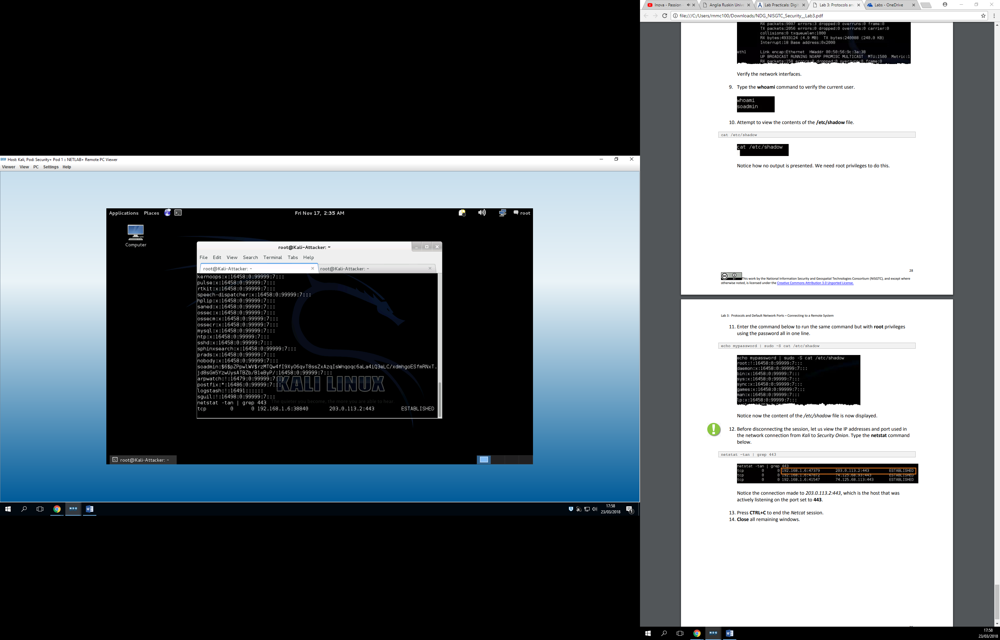 Host: Kali, Pod: Security+ Pod 1 :: NETLAB+ Remote PC Viewer
Viewer View PC Settings Help
Applications Places
Fri Nov 17, 2:35 AM
root
Computer
root@Kali-Attacker: ~
File Edit View Search Terminal Tabs Help
root@Kali-Attacker: ~
root@Kali-Attacker: ~
kernoops:x:16458:0:99999:7:::
pulse:x:16458:0:99999:7:::
rtkit:x:16458:0:99999:7:::
speech-dispatcher:x:16458:0:99999:7:::
hplip:x:16458:0:99999:7:::
saned:x:16458:0:99999:7:::
ossec:x:16458:0:99999:7:::
ossecm:x:16458:0:99999:7:::
ossecr:x:16458:0:99999:7:::
mysql:x:16458:0:99999:7:::
ntp:x:16458:0:99999:7:::
sshd:x:16458:0:99999:7:::
sphinxsearch:x:16458:0:99999:7:::
prads:x:16458:0:99999:7:::
nobody:x:16458:0:99999:7:::
soadmin:$6$pZPpwlWV$rzMTQw4fI9XyO6qvT8ssZxAzqIsWnqoqc6aLa4iQ3eLC/xdmhgoESfmRNxT.
jd8sGm5YzwUysATBZb/B1eByP/:16458:0:99999:7:::
arpwatch:!:16479:0:99999:7:::
postfix:*:16486:0:99999:7:::
logstash:!:16491::::::
sguil:!:16498:0:99999:7:::
netstat -tan | grep 443
tcp 0 0 192.168.1.6:38840 203.0.113.2:443 ESTABLISHED
KALI LINUX
The quieter you become, the more you are able to hear.
root@Kali-Attacker: ~
NDG
17:58
23/03/2018
1
Inova - Passion -
Anglia Ruskin Unive
Lab Practicals: Digit
Lab 3: Protocols and
Labs - OneDrive
file:///C:/Users/rnmc100/Downloads/NDG_NISGTC_Security__Lab3.pdf
RX packets:9007 errors:3 dropped:0 overruns:0 frame:0
TX packets:2056 errors:0 dropped:0 overruns:0 carrier:0
collisions:0 txqueuelen:1000
RX bytes:4933124 (4.9 MB) TX bytes:240088 (240.0 KB)
Interrupt:18 Base address:0x2000
eth1 Link encap:Ethernet HWaddr 00:50:56:9c:3a:38
UP BROADCAST RUNNING NOARP PROMISC MULTICAST MTU:1500 Metric:1
RX packets:158 errors:0 dropped:0 overruns:0 frame:0
Verify the network interfaces.
9. Type the whoami command to verify the current user.
whoami
soadmin
10. Attempt to view the contents of the /etc/shadow file.
cat /etc/shadow
cat /etc/shadow
Notice how no output is presented. We need root privileges to do this.
28
This work by the National Information Security and Geospatial Technologies Consortium (NISGTC), and except where
otherwise noted, is licensed under the Creative Commons Attribution 3.0 Unported License.
Lab 3: Protocols and Default Network Ports – Connecting to a Remote System
11. Enter the command below to run the same command but with root privileges
using the password all in one line.
echo mypassword | sudo -S cat /etc/shadow
echo mypassword | sudo -S cat /etc/shadow
root:!:16458:0:99999:7:::
daemon:x:16458:0:99999:7:::
bin:x:16458:0:99999:7:::
sys:x:16458:0:99999:7:::
sync:x:16458:0:99999:7:::
games:x:16458:0:99999:7:::
man:x:16458:0:99999:7:::
lp:x:16458:0:99999:7:::
Notice now the content of the /etc/shadow file is now displayed.
12. Before disconnecting the session, let us view the IP addresses and port used in
the network connection from Kali to Security Onion. Type the netstat command
below.
netstat -tan | grep 443
netstat -tan | grep 443
tcp 0 0 192.168.1.6:47379 203.0.113.2:443 ESTABLISHED
tcp 0 0 192.168.1.6:47072 74.125.68.93:443 ESTABLISHED
tcp 0 0 192.168.1.6:41547 74.125.68.113:443 ESTABLISHED
Notice the connection made to 203.0.113.2:443, which is the host that was
actively listening on the port set to 443.
13. Press CTRL+C to end the Netcat session.
14. Close all remaining windows.
NDG
17:58
23/03/2018